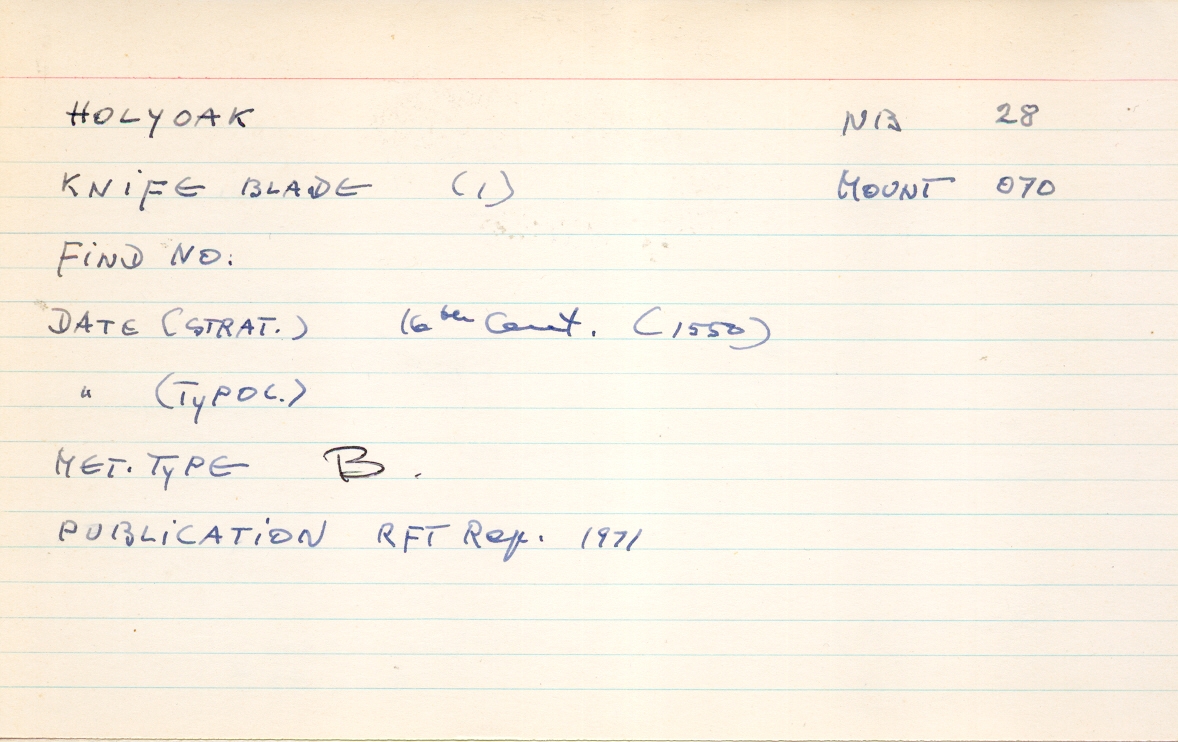 HOLYOAK NB 28
KNiFE BLADE (1) MOUNT 070
FiND NO:
DATE (STRAT.) 16th Cent. (1550)
" (TYPOL.)
MET. TYPE B.
PUBLiCATiON RFT Rep. 1971